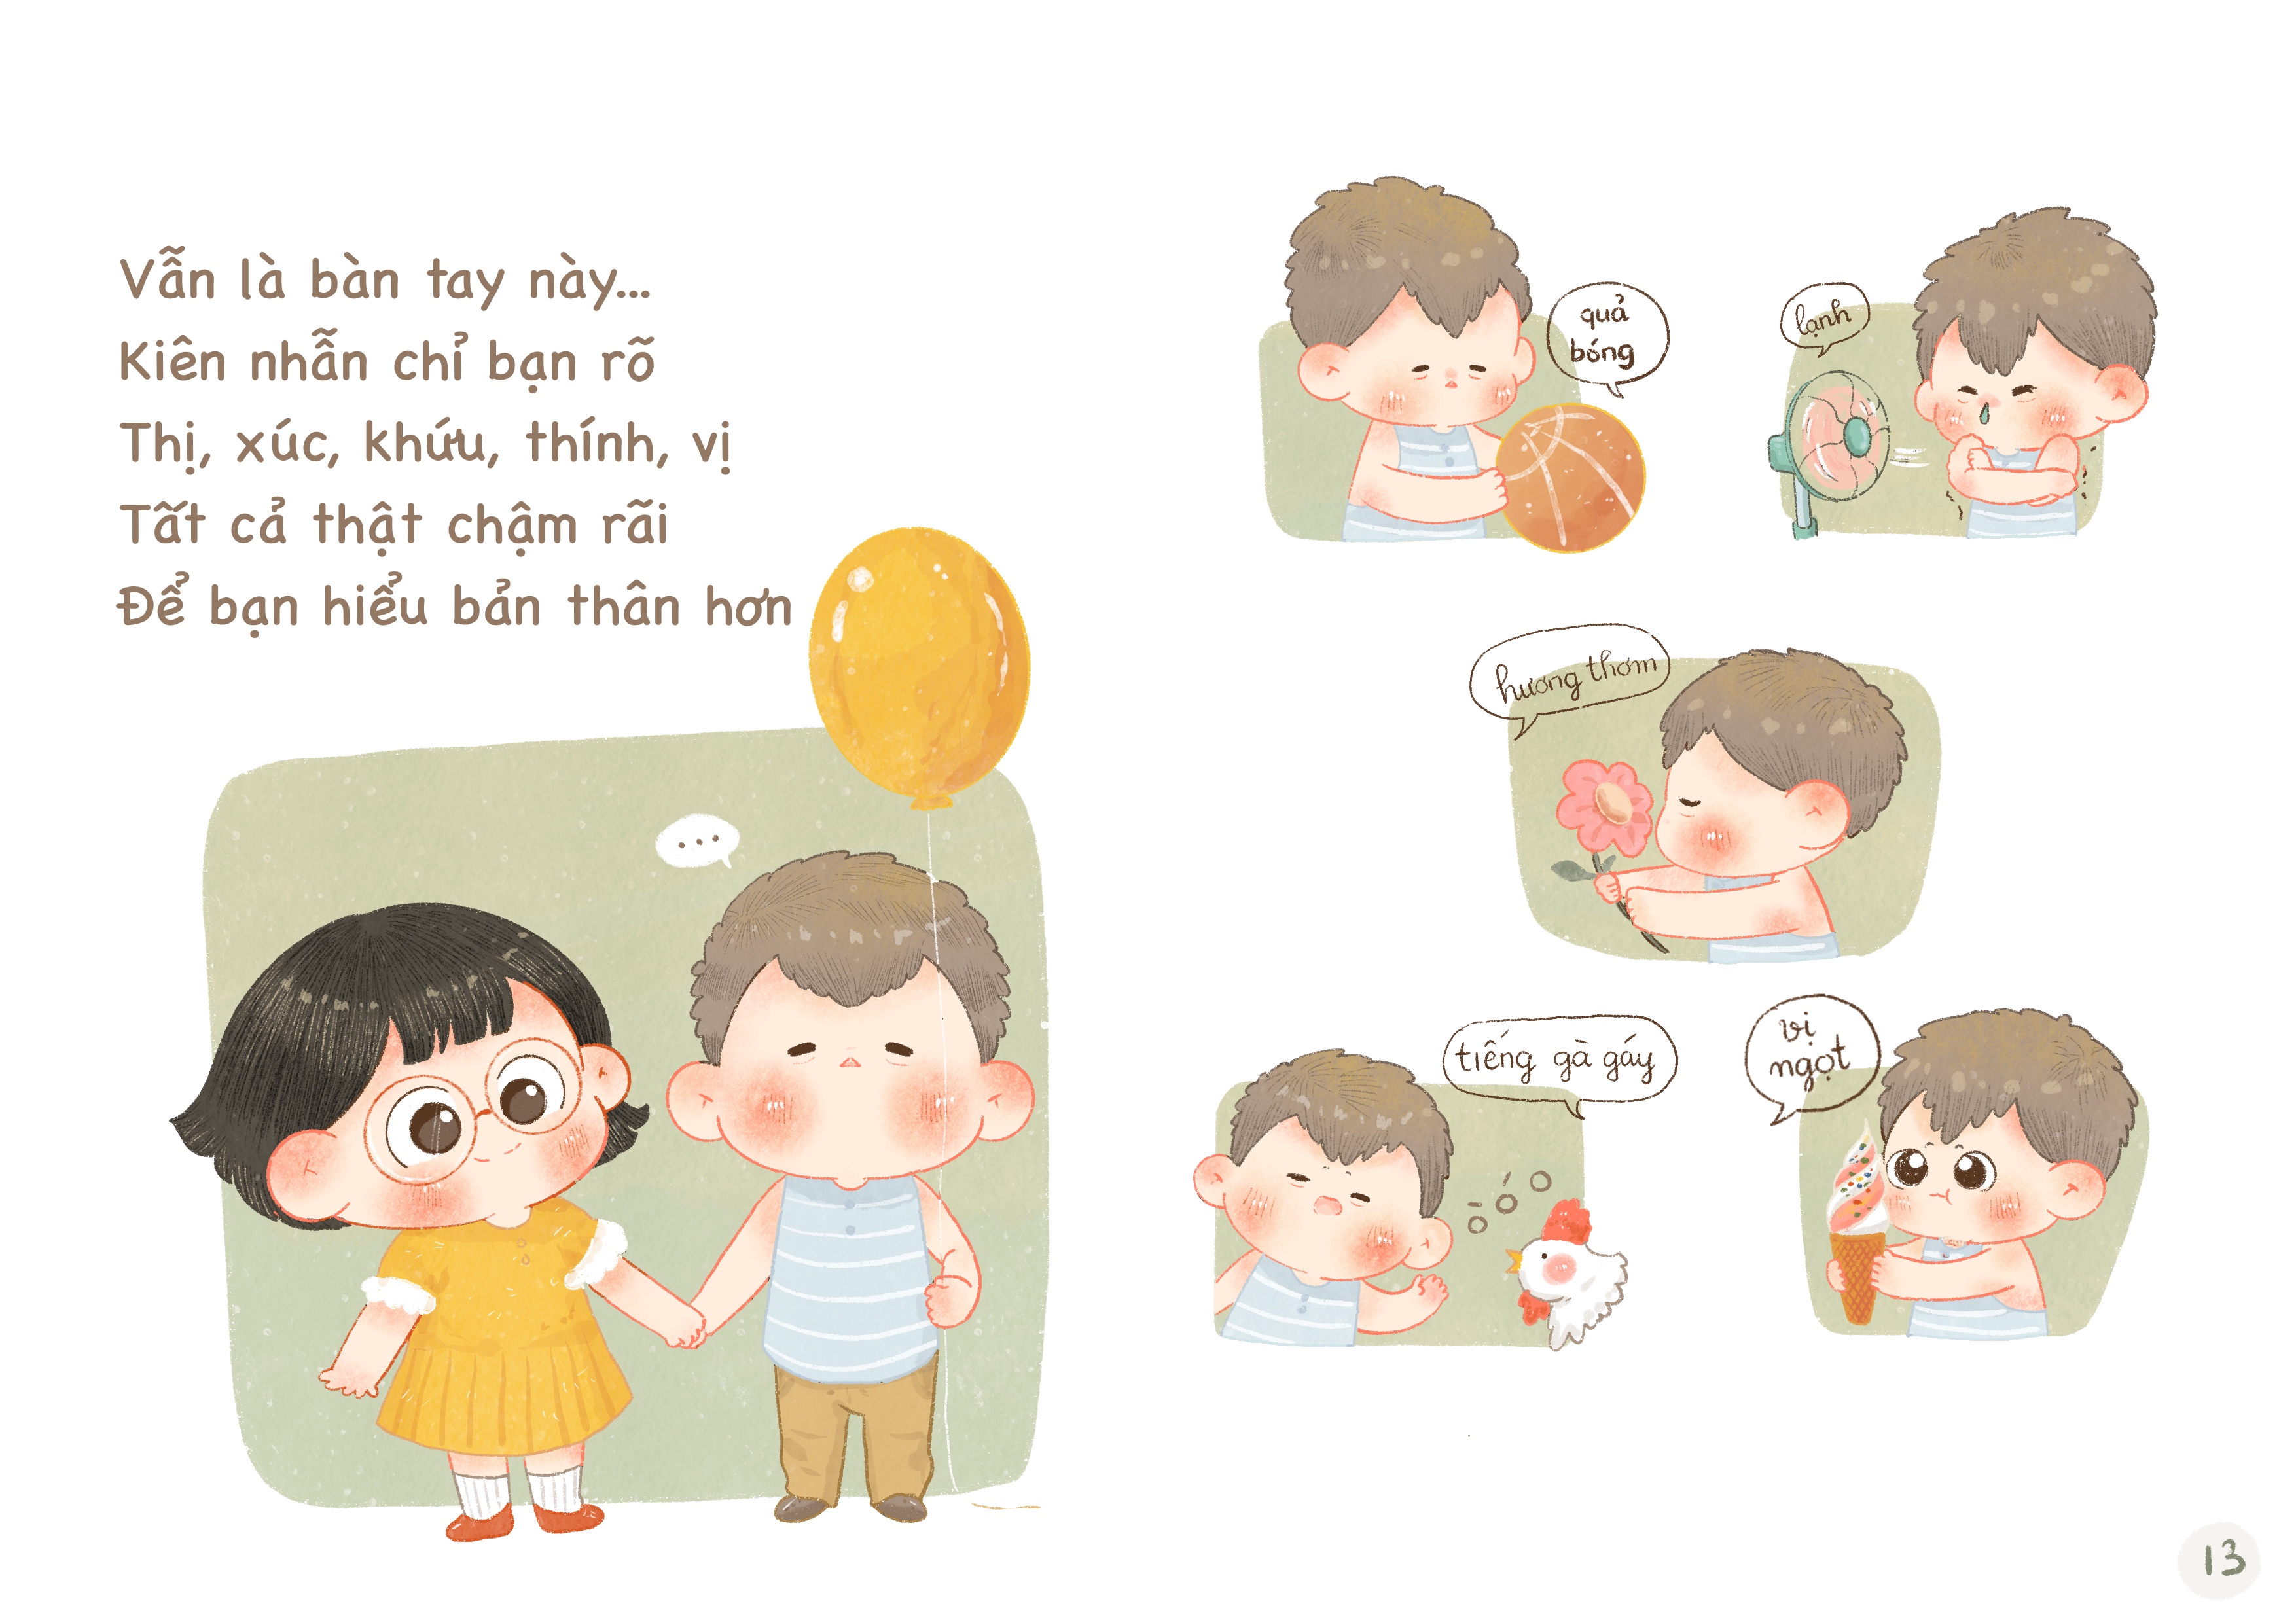 Vẫn là bàn tay này...
Kiên nhẫn chỉ bạn rõ
Thị, xúc, khứu, thính, vị
Tất cả thật chậm rãi
Để bạn hiểu bản thân hơn
...
quả
bóng
lạnh
hương thơm
tiếng gà gáy
ò ó o
vị
ngọt
13